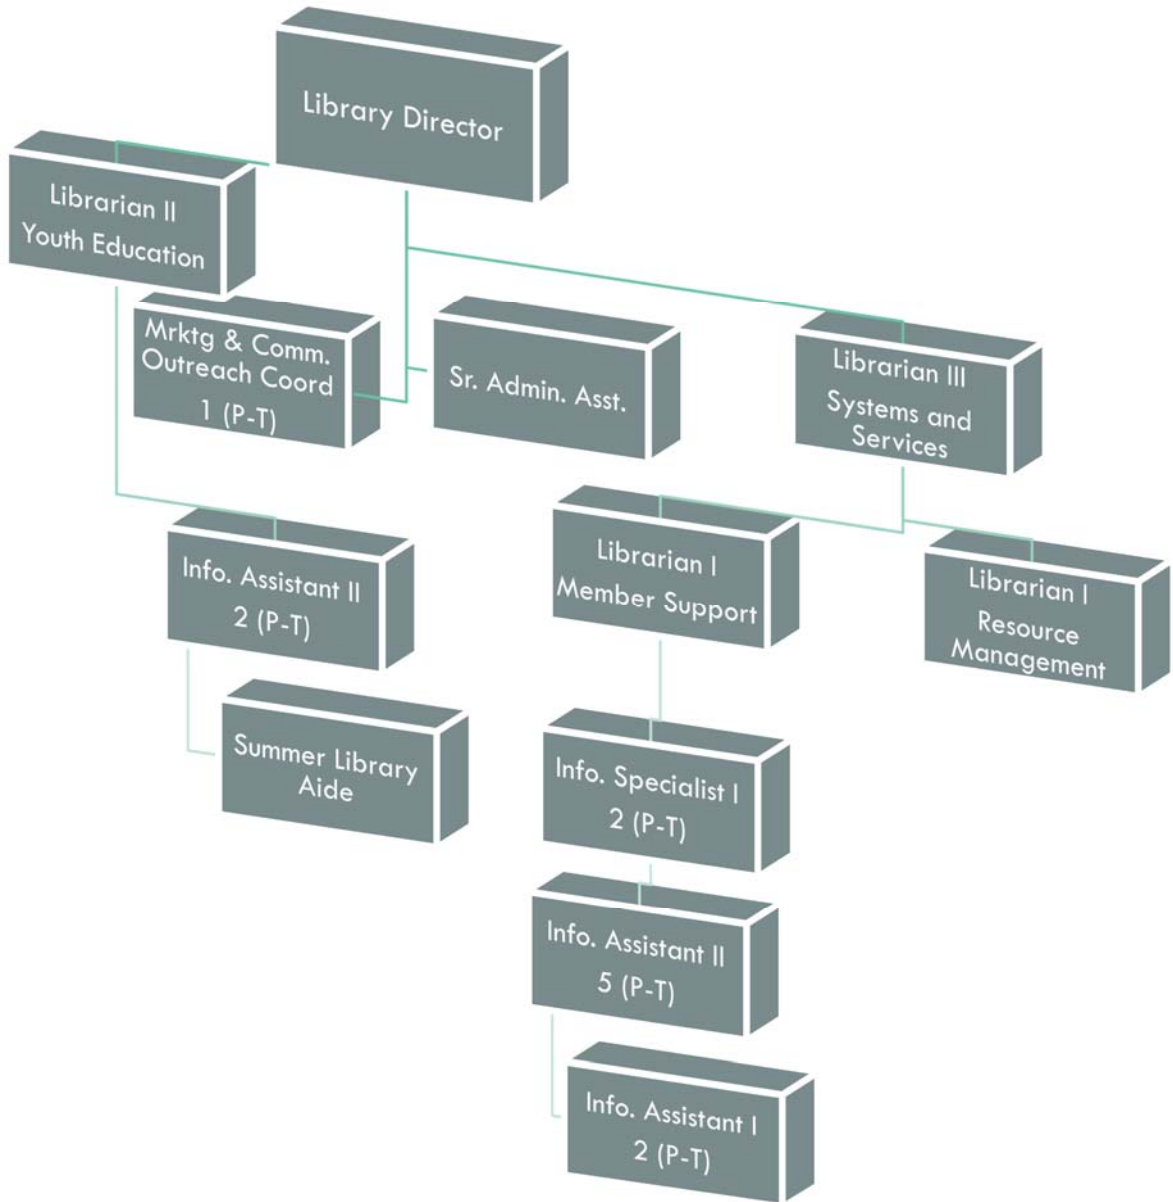 Library Director
Librarian II
Youth Education
Mrktg & Comm.
Outreach Coord
1 (P-T)
Sr. Admin. Asst.
Librarian III
Systems and
Services
Info. Assistant II
2 (P-T)
Librarian I
Member Support
Librarian I
Resource
Management
Summer Library
Aide
Info. Specialist I
2 (P-T)
Info. Assistant II
5 (P-T)
Info. Assistant I
2 (P-T)